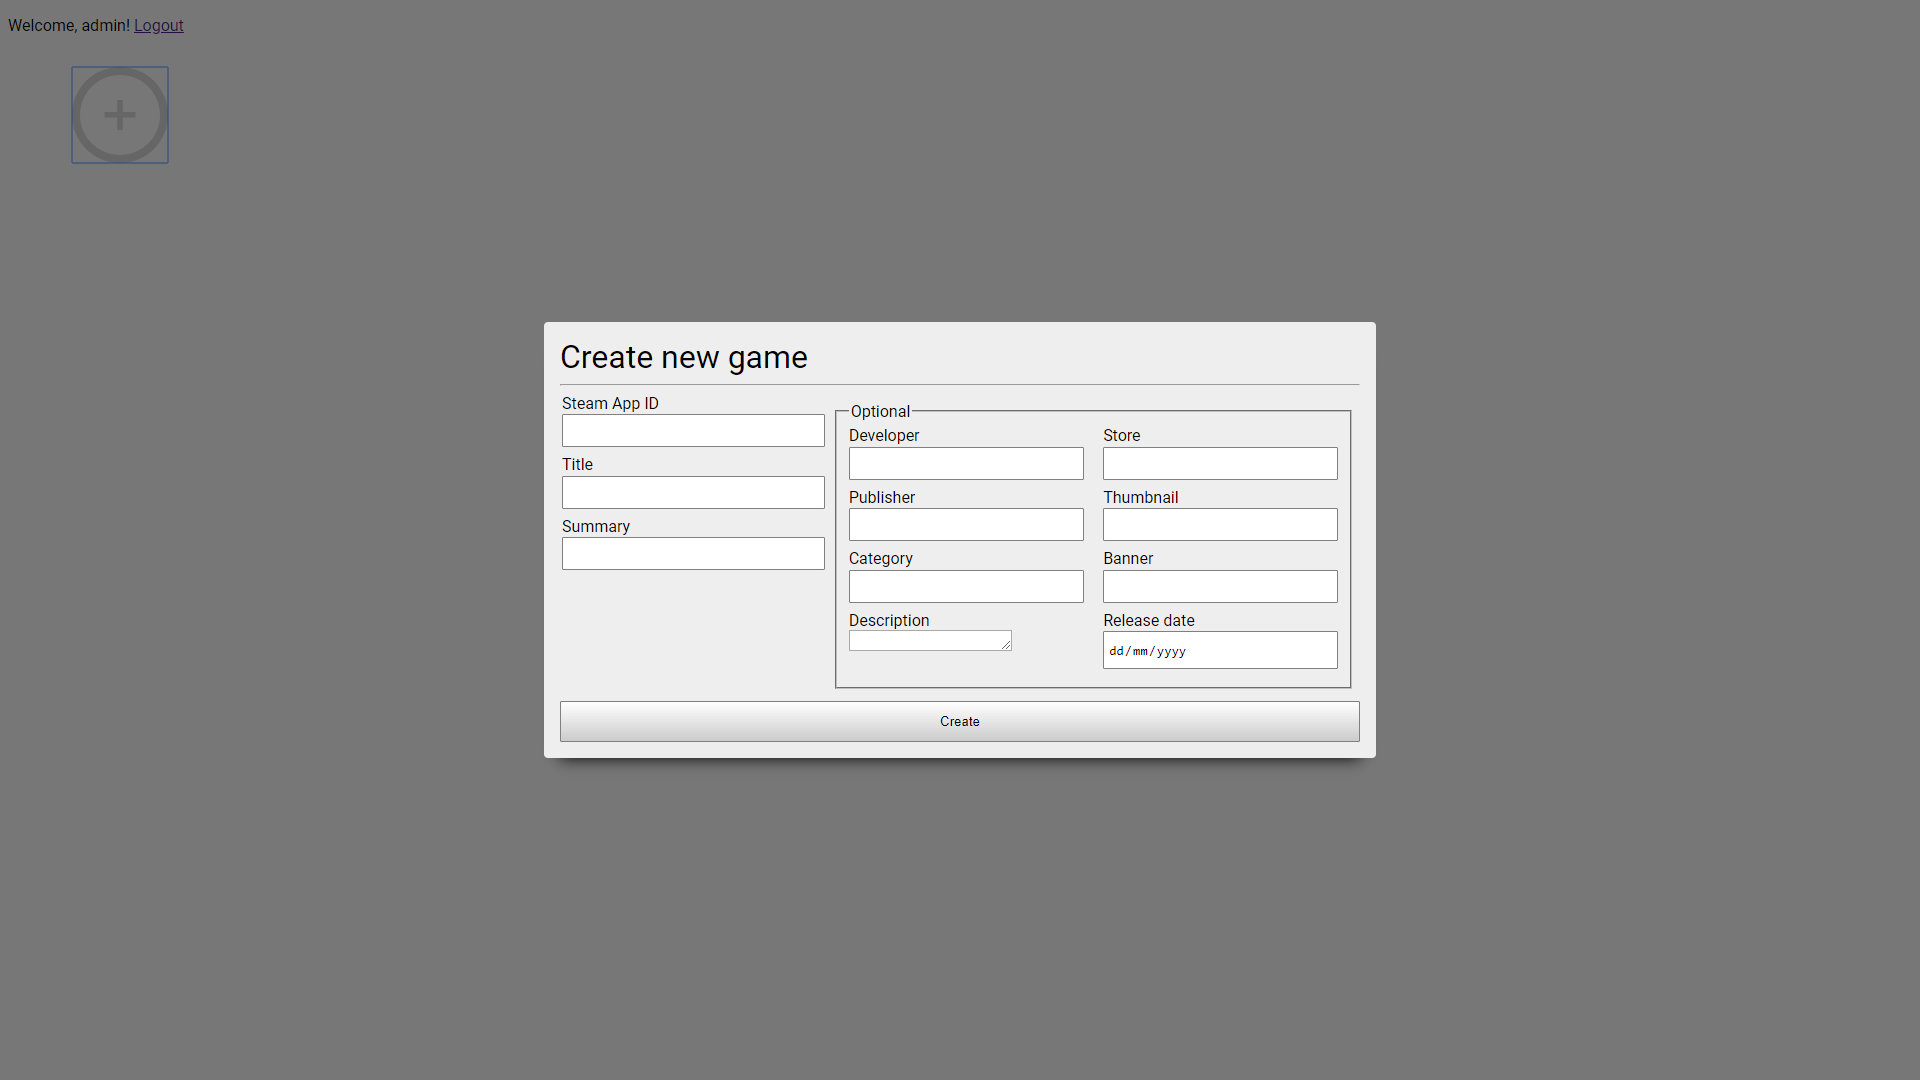 Welcome, admin! Logout
Create new game
Steam App ID
Title
Summary
Optional
Developer
Store
Publisher
Thumbnail
Category
Banner
Description
Release date
dd/mm/yyyy
Create